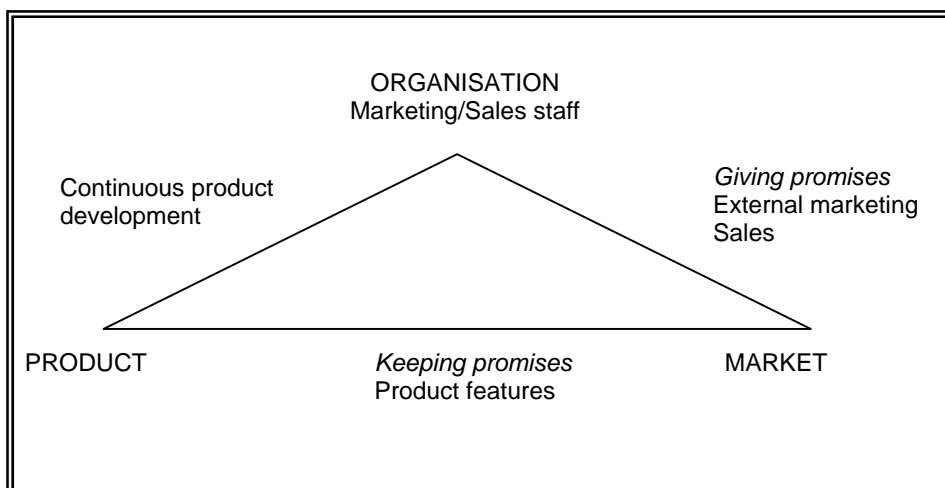 ORGANISATION
Marketing/Sales staff
Continuous product
development
Giving promises
External marketing
Sales
PRODUCT
Keeping promises
Product features
MARKET